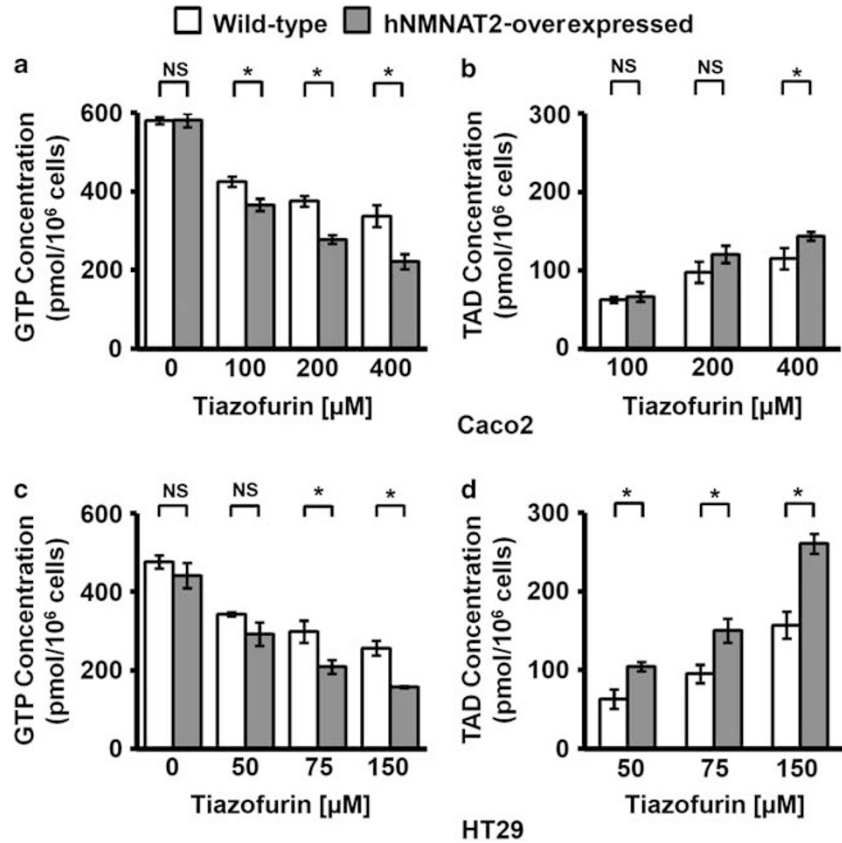 Wild-type hNMNAT2-overexpressed
a
NS * * *
GTP Concentration
(pmol/10⁶ cells)
600
400
200
0
0 100 200 400
Tiazofurin [µM]
b
NS NS *
TAD Concentration
(pmol/10⁶ cells)
300
200
100
0
100 200 400
Tiazofurin [µM]
Caco2
c
NS NS * *
GTP Concentration
(pmol/10⁶ cells)
600
400
200
0
0 50 75 150
Tiazofurin [µM]
d
* * *
TAD Concentration
(pmol/10⁶ cells)
300
200
100
0
50 75 150
Tiazofurin [µM]
HT29